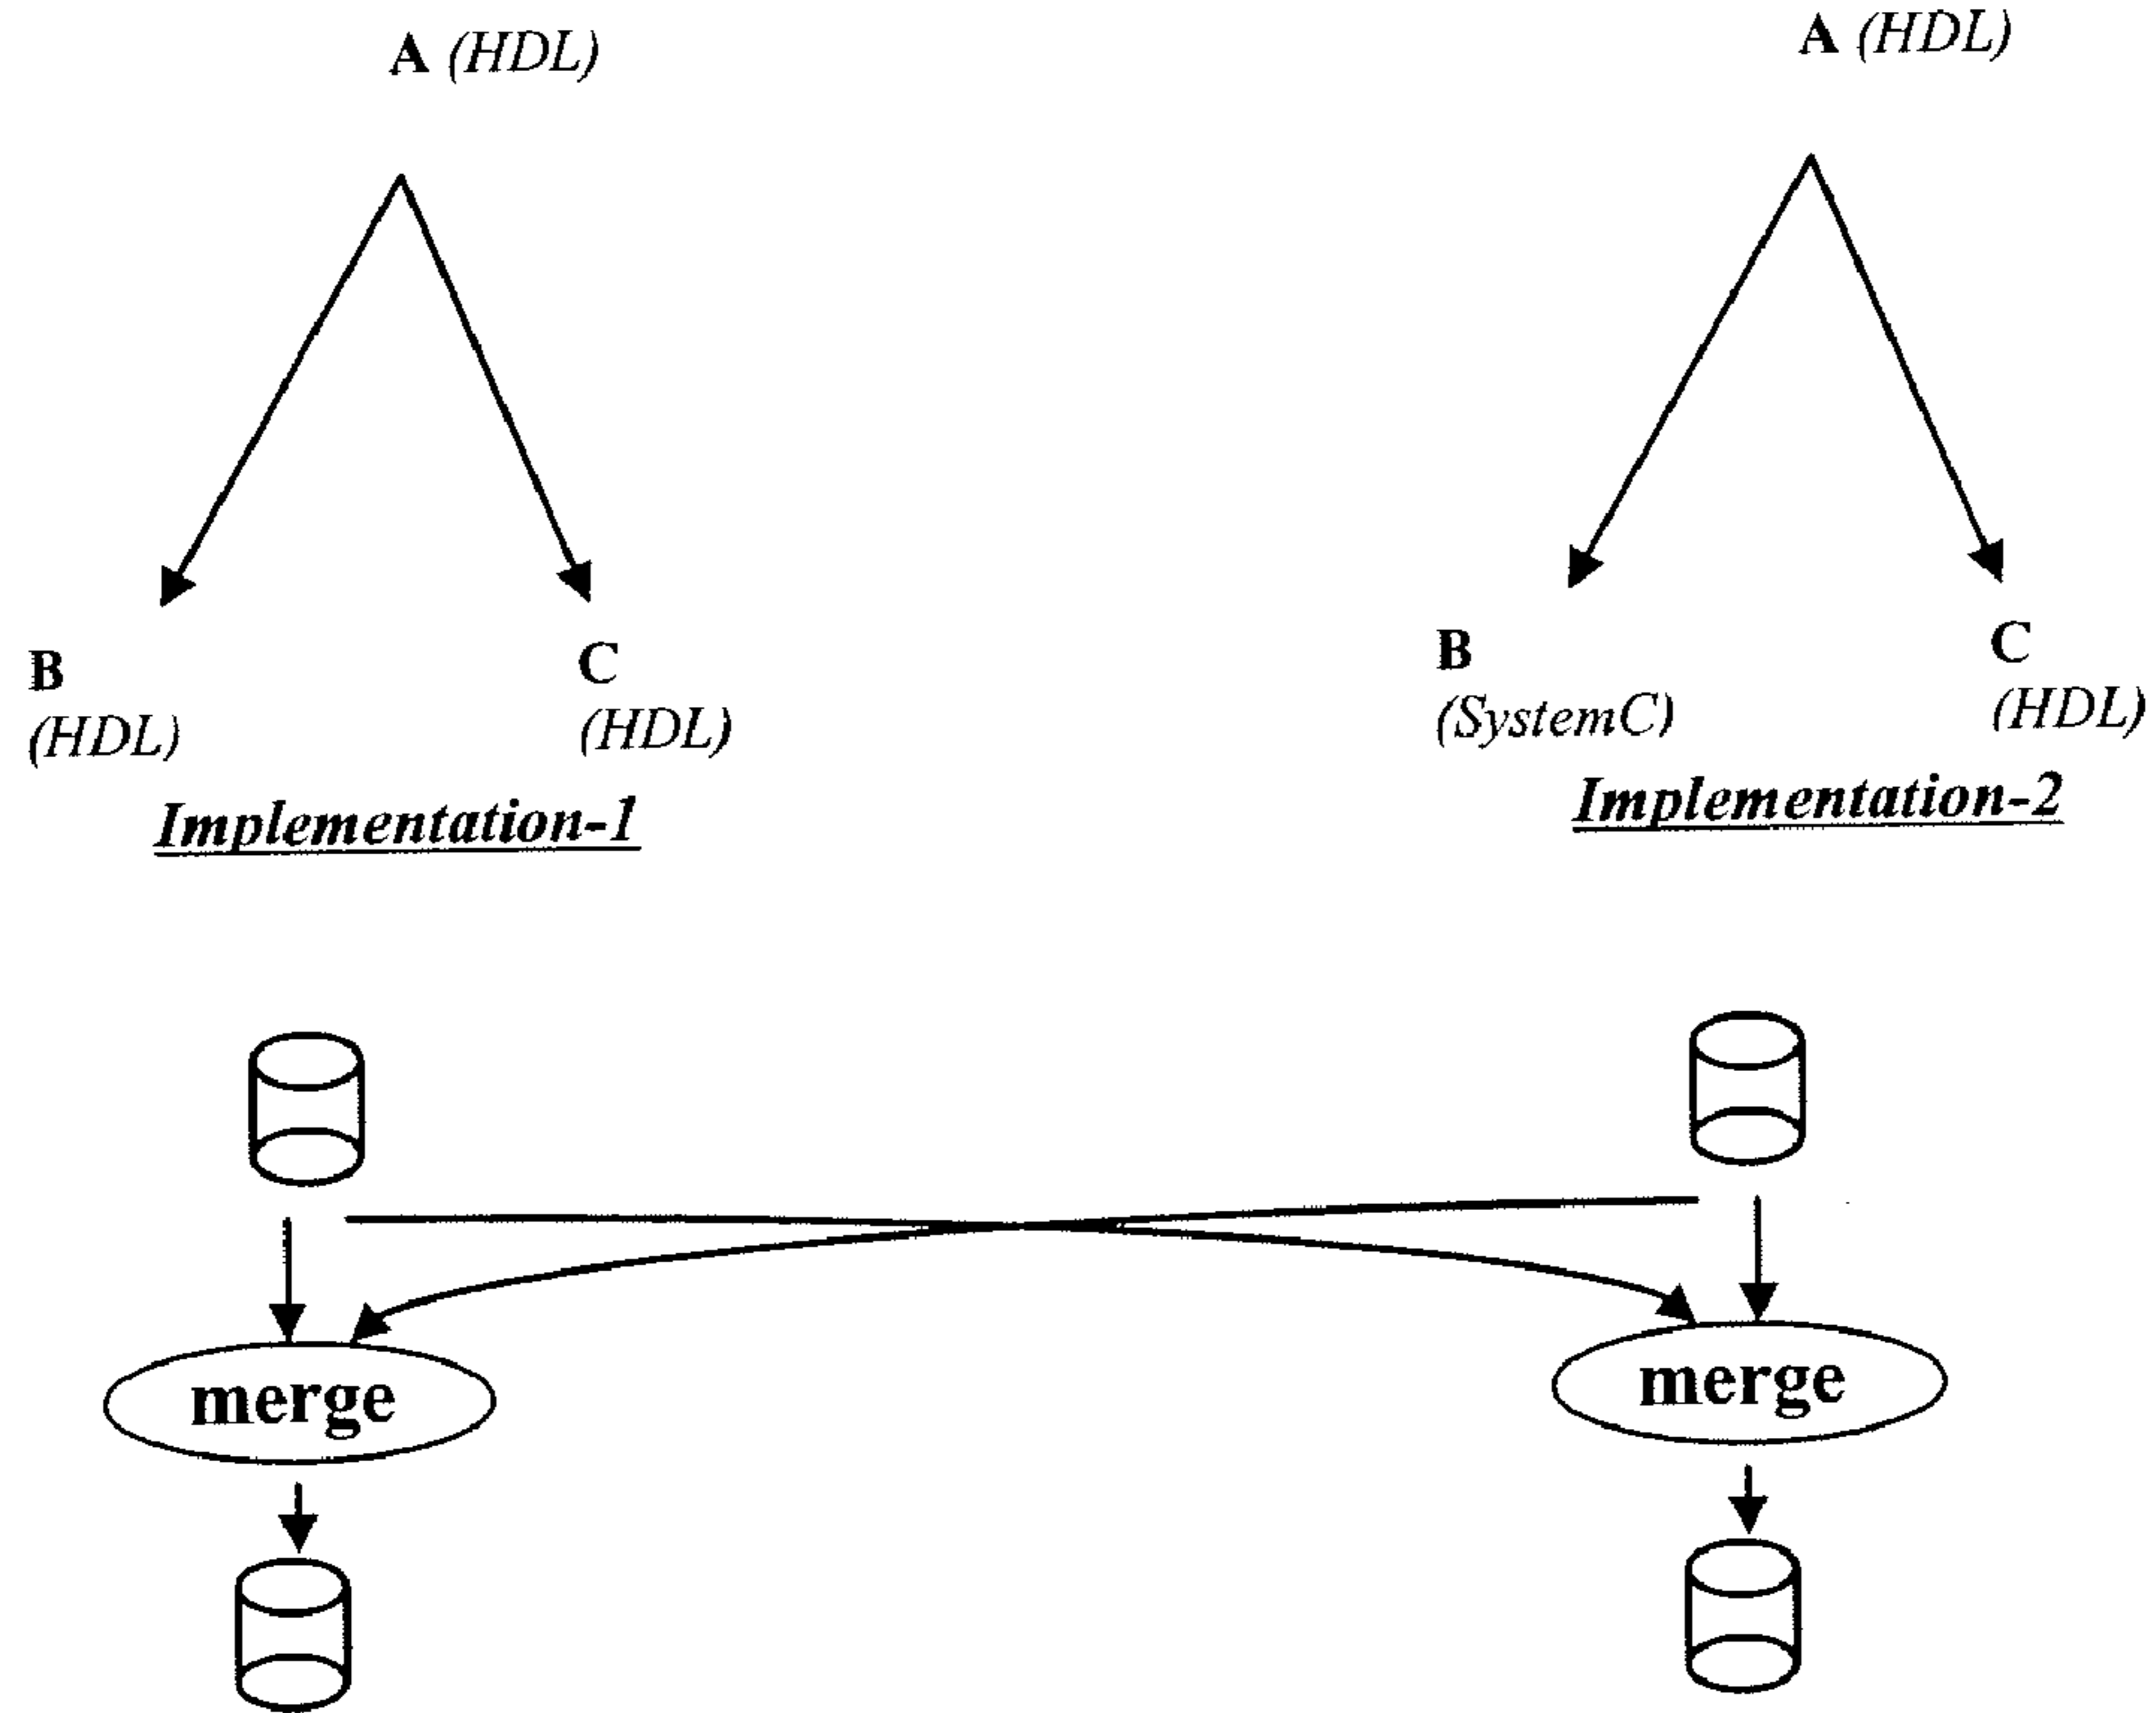 A (HDL)
A (HDL)
B
(HDL)
C
(HDL)
B
(SystemC)
C
(HDL)
Implementation-1
Implementation-2
merge
merge